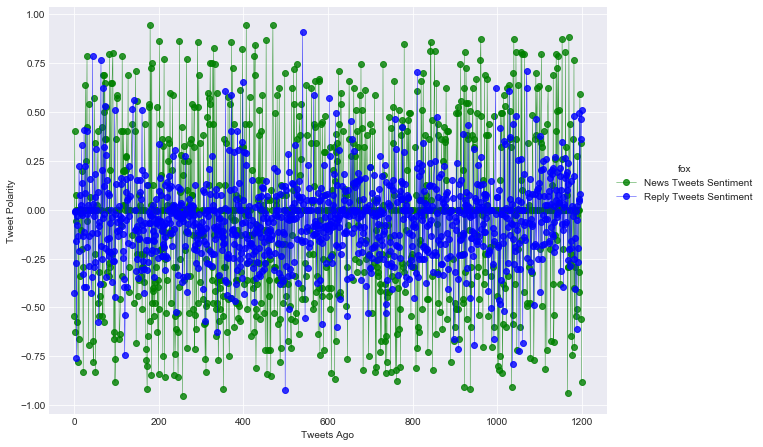 1.00
0.75
0.50
0.25
0.00
−0.25
−0.50
−0.75
−1.00
Tweet Polarity
0 200 400 600 800 1000 1200
Tweets Ago
fox
News Tweets Sentiment
Reply Tweets Sentiment